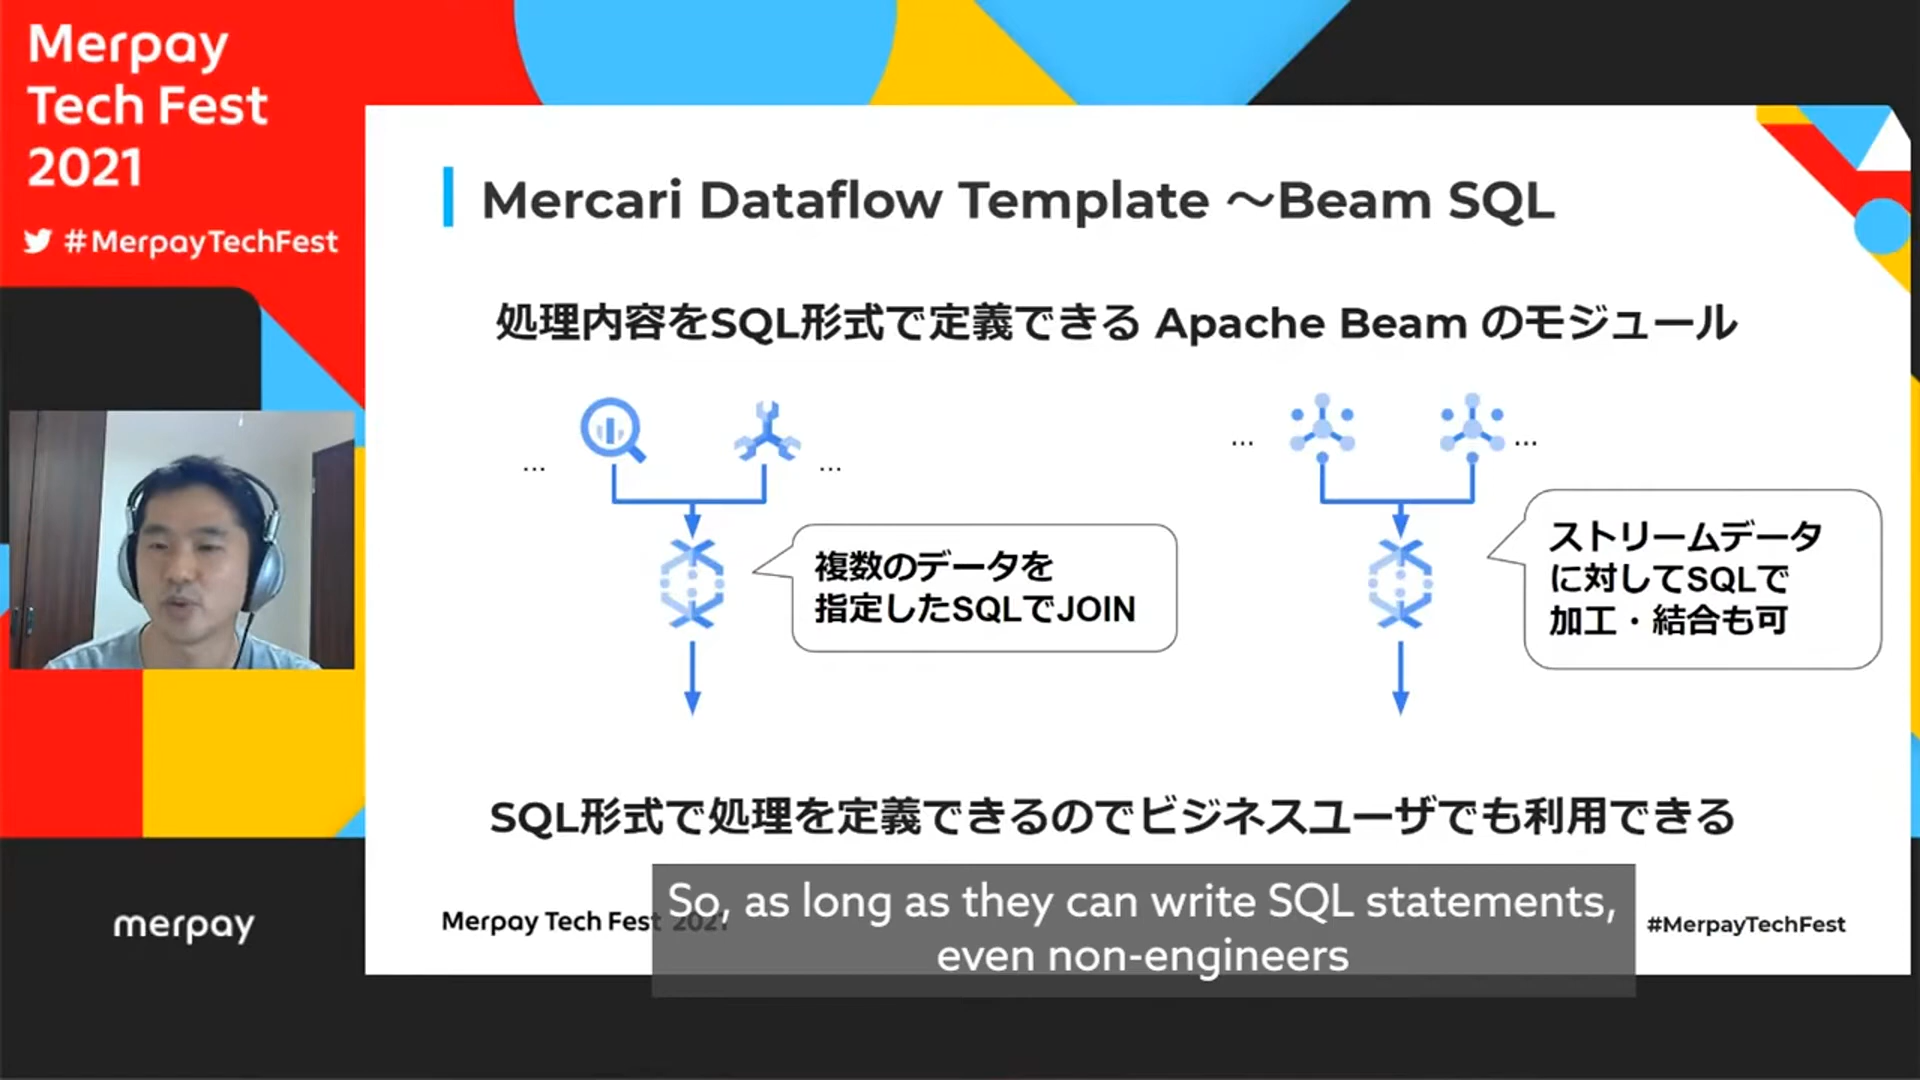 Merpay
Tech Fest
2021
#MerpayTechFest
Mercari Dataflow Template ～Beam SQL
処理内容をSQL形式で定義できる Apache Beam のモジュール
...
...
...
...
複数のデータを
指定したSQLでJOIN
ストリームデータ
に対してSQLで
加工・結合も可
SQL形式で処理を定義できるのでビジネスユーザでも利用できる
merpay
Merpay Tech Fest 2021
So, as long as they can write SQL statements,
even non-engineers
#MerpayTechFest